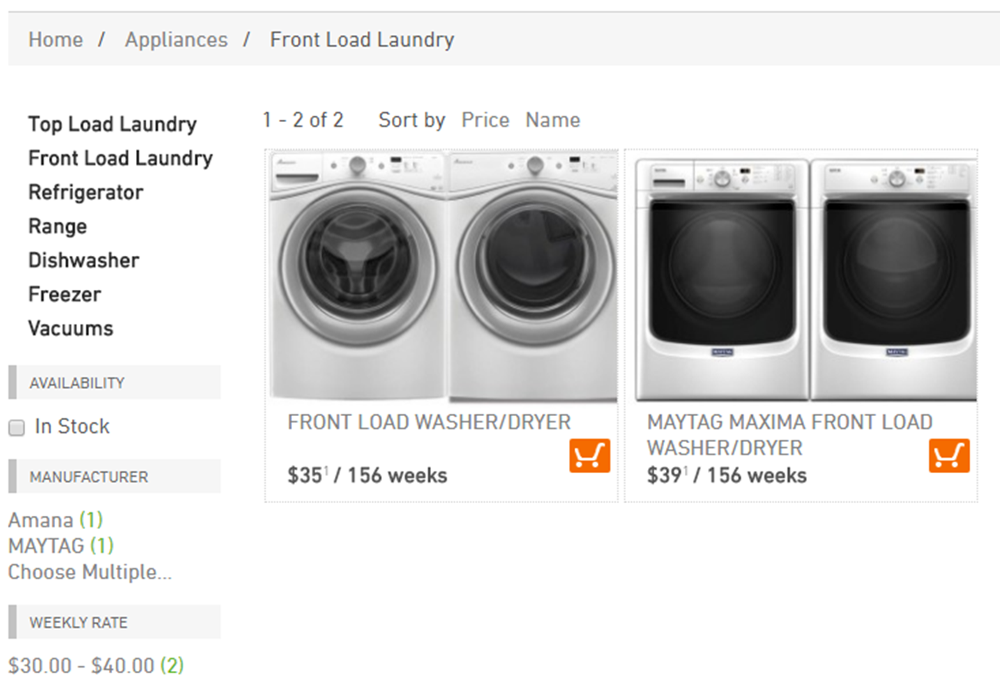 Home / Appliances / Front Load Laundry
Top Load Laundry
Front Load Laundry
Refrigerator
Range
Dishwasher
Freezer
Vacuums
AVAILABILITY
In Stock
MANUFACTURER
Amana (1)
MAYTAG (1)
Choose Multiple...
WEEKLY RATE
$30.00 - $40.00 (2)
1 - 2 of 2 Sort by Price Name
FRONT LOAD WASHER/DRYER
$35¹ / 156 weeks
MAYTAG
MAYTAG
MAYTAG MAXIMA FRONT LOAD
WASHER/DRYER
$39¹ / 156 weeks